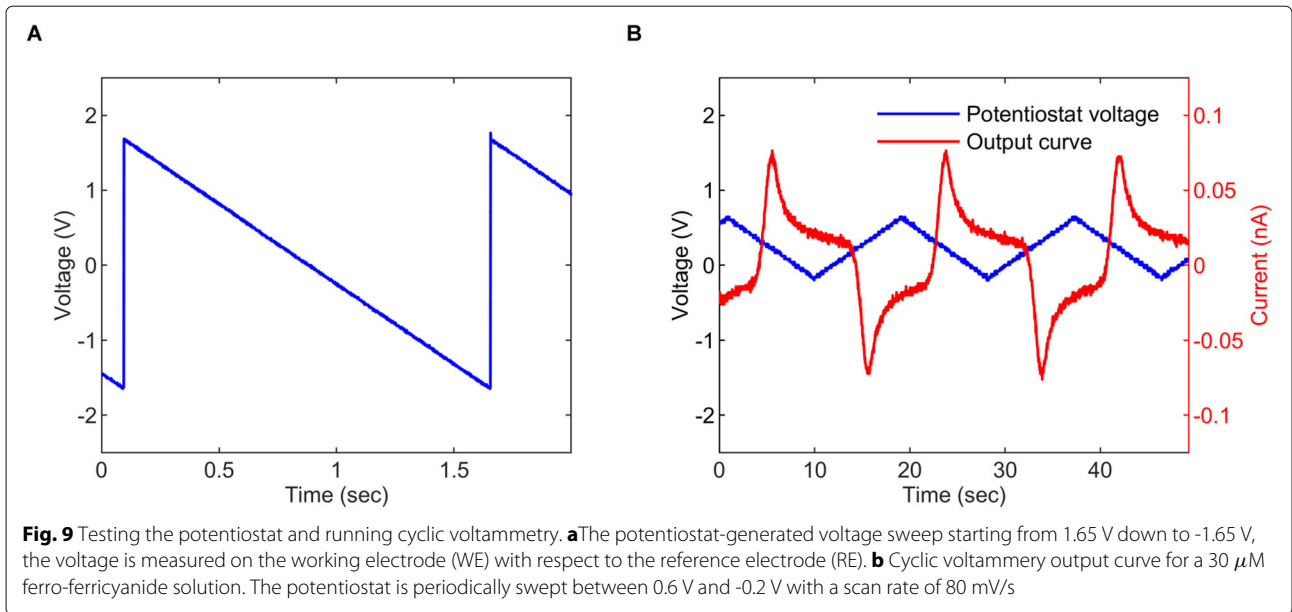 A
B
2
1
0
-1
-2
Voltage (V)
0
0.5
1
1.5
Time (sec)
Potentiostat voltage
Output curve
2
1
0
-1
-2
Voltage (V)
0.1
0.05
0
-0.05
-0.1
Current (nA)
0
10
20
30
40
Time (sec)
Fig. 9 Testing the potentiostat and running cyclic voltammetry. aThe potentiostat-generated voltage sweep starting from 1.65 V down to -1.65 V,
the voltage is measured on the working electrode (WE) with respect to the reference electrode (RE). b Cyclic voltammery output curve for a 30 μM
ferro-ferricyanide solution. The potentiostat is periodically swept between 0.6 V and -0.2 V with a scan rate of 80 mV/s